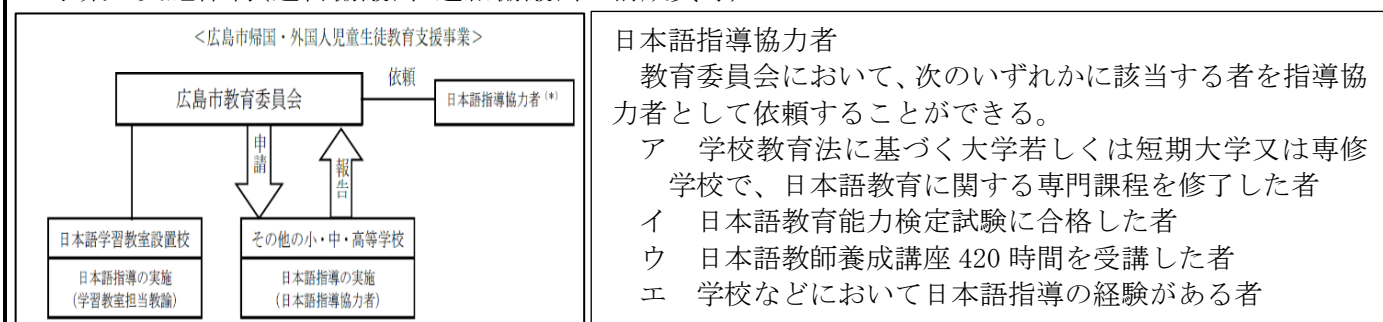 <広島市帰国・外国人児童生徒教育支援事業>
広島市教育委員会
依頼
日本語指導協力者(*)
申請
報告
日本語学習教室設置校
日本語指導の実施
(学習教室担当教諭)
その他の小・中・高等学校
日本語指導の実施
(日本語指導協力者)
日本語指導協力者
教育委員会において、次のいずれかに該当する者を指導協
力者として依頼することができる。
ア 学校教育法に基づく大学若しくは短期大学又は専修
学校で、日本語教育に関する専門課程を修了した者
イ 日本語教育能力検定試験に合格した者
ウ 日本語教師養成講座 420 時間を受講した者
エ 学校などにおいて日本語指導の経験がある者